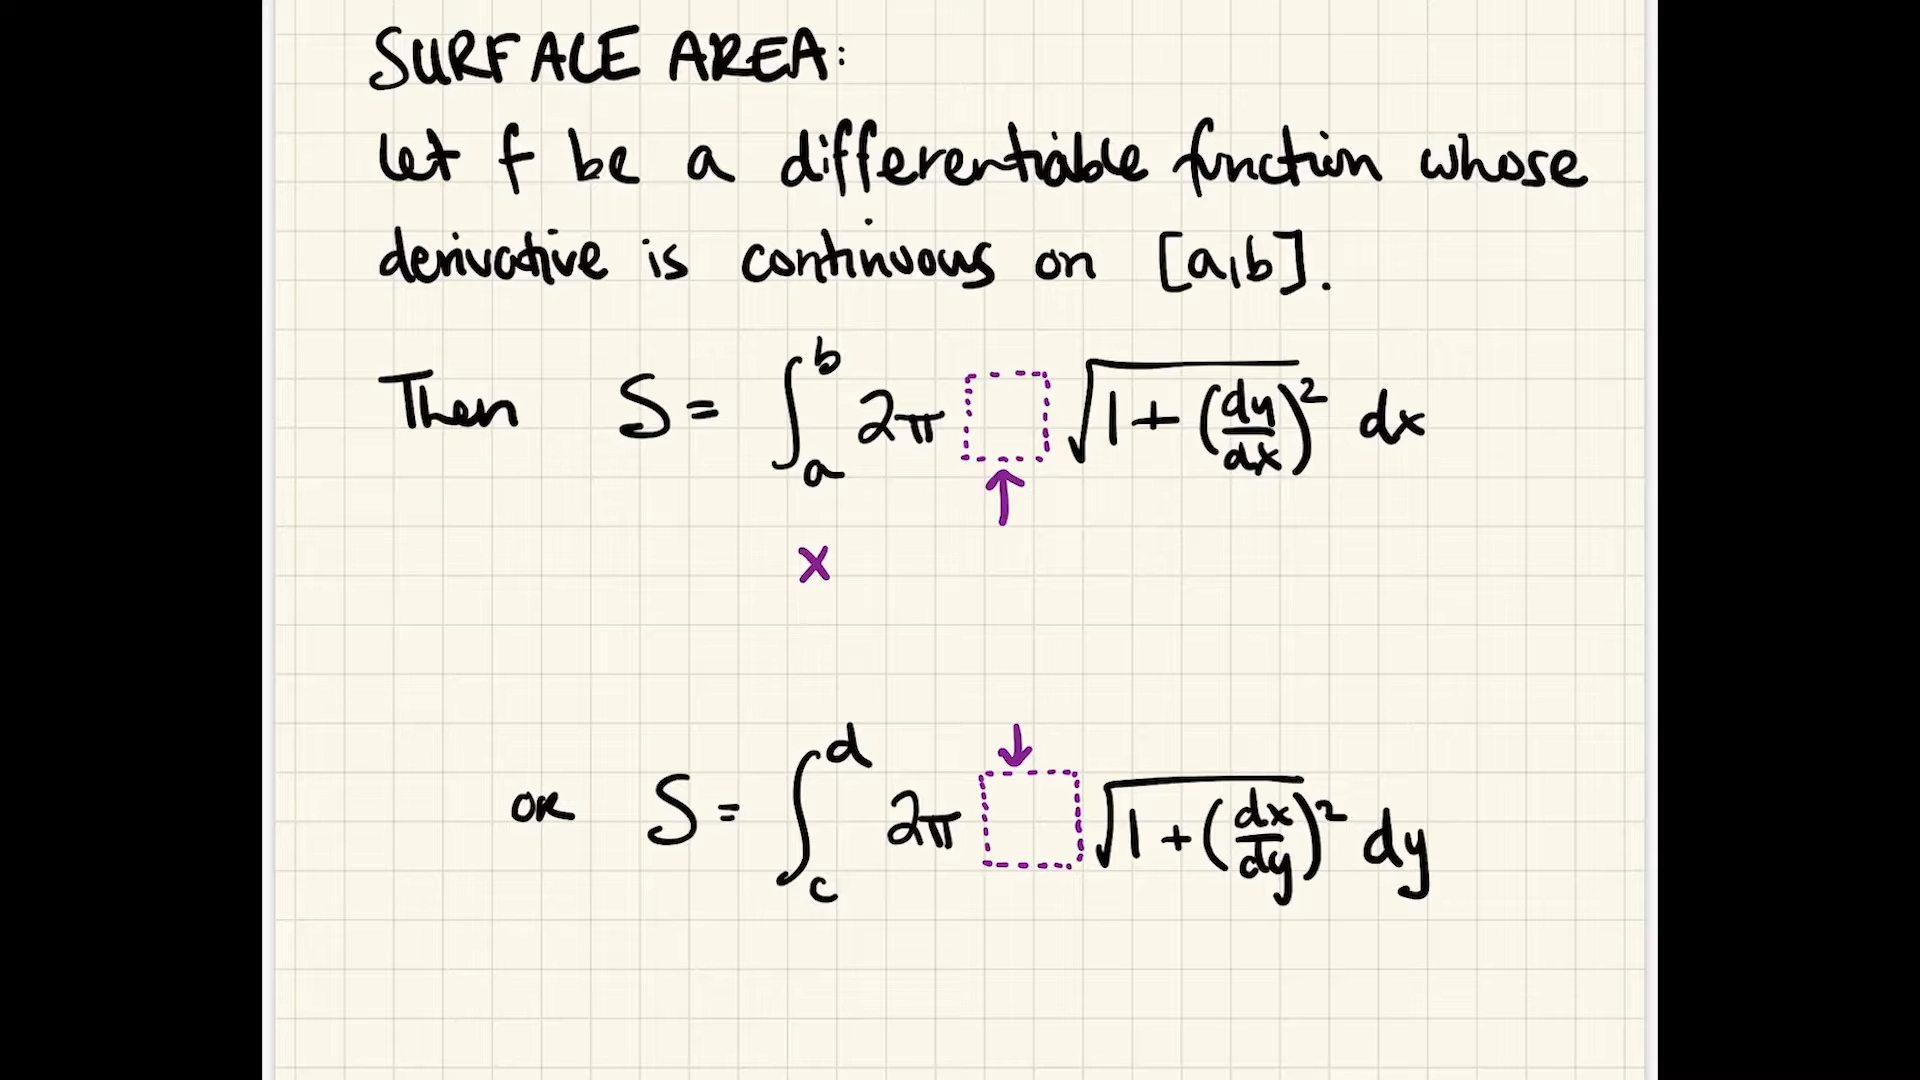 SURFACE AREA:
let f be a differentiable function whose
derivative is continuous on [a,b].
Then S = ∫_a^b 2π √(1 + (dy/dx)²) dx
↑
x
↓
or S = ∫_c^d 2π √(1 + (dx/dy)²) dy